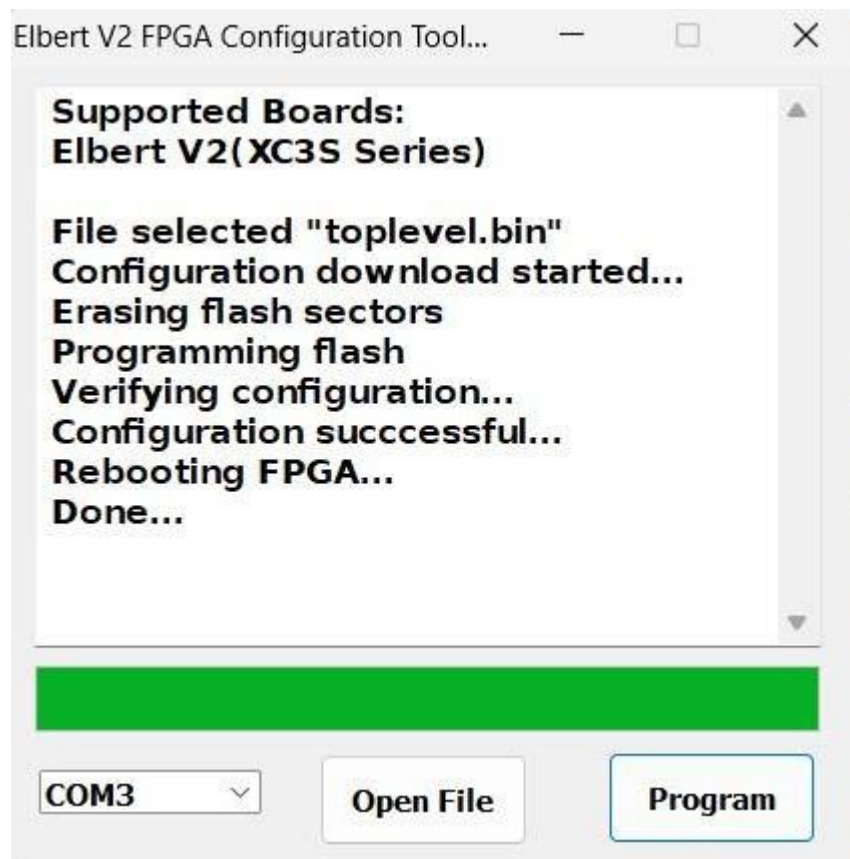 Elbert V2 FPGA Configuration Tool...
Supported Boards:
Elbert V2(XC3S Series)
File selected "toplevel.bin"
Configuration download started...
Erasing flash sectors
Programming flash
Verifying configuration...
Configuration succcessful...
Rebooting FPGA...
Done...
COM3
Open File
Program